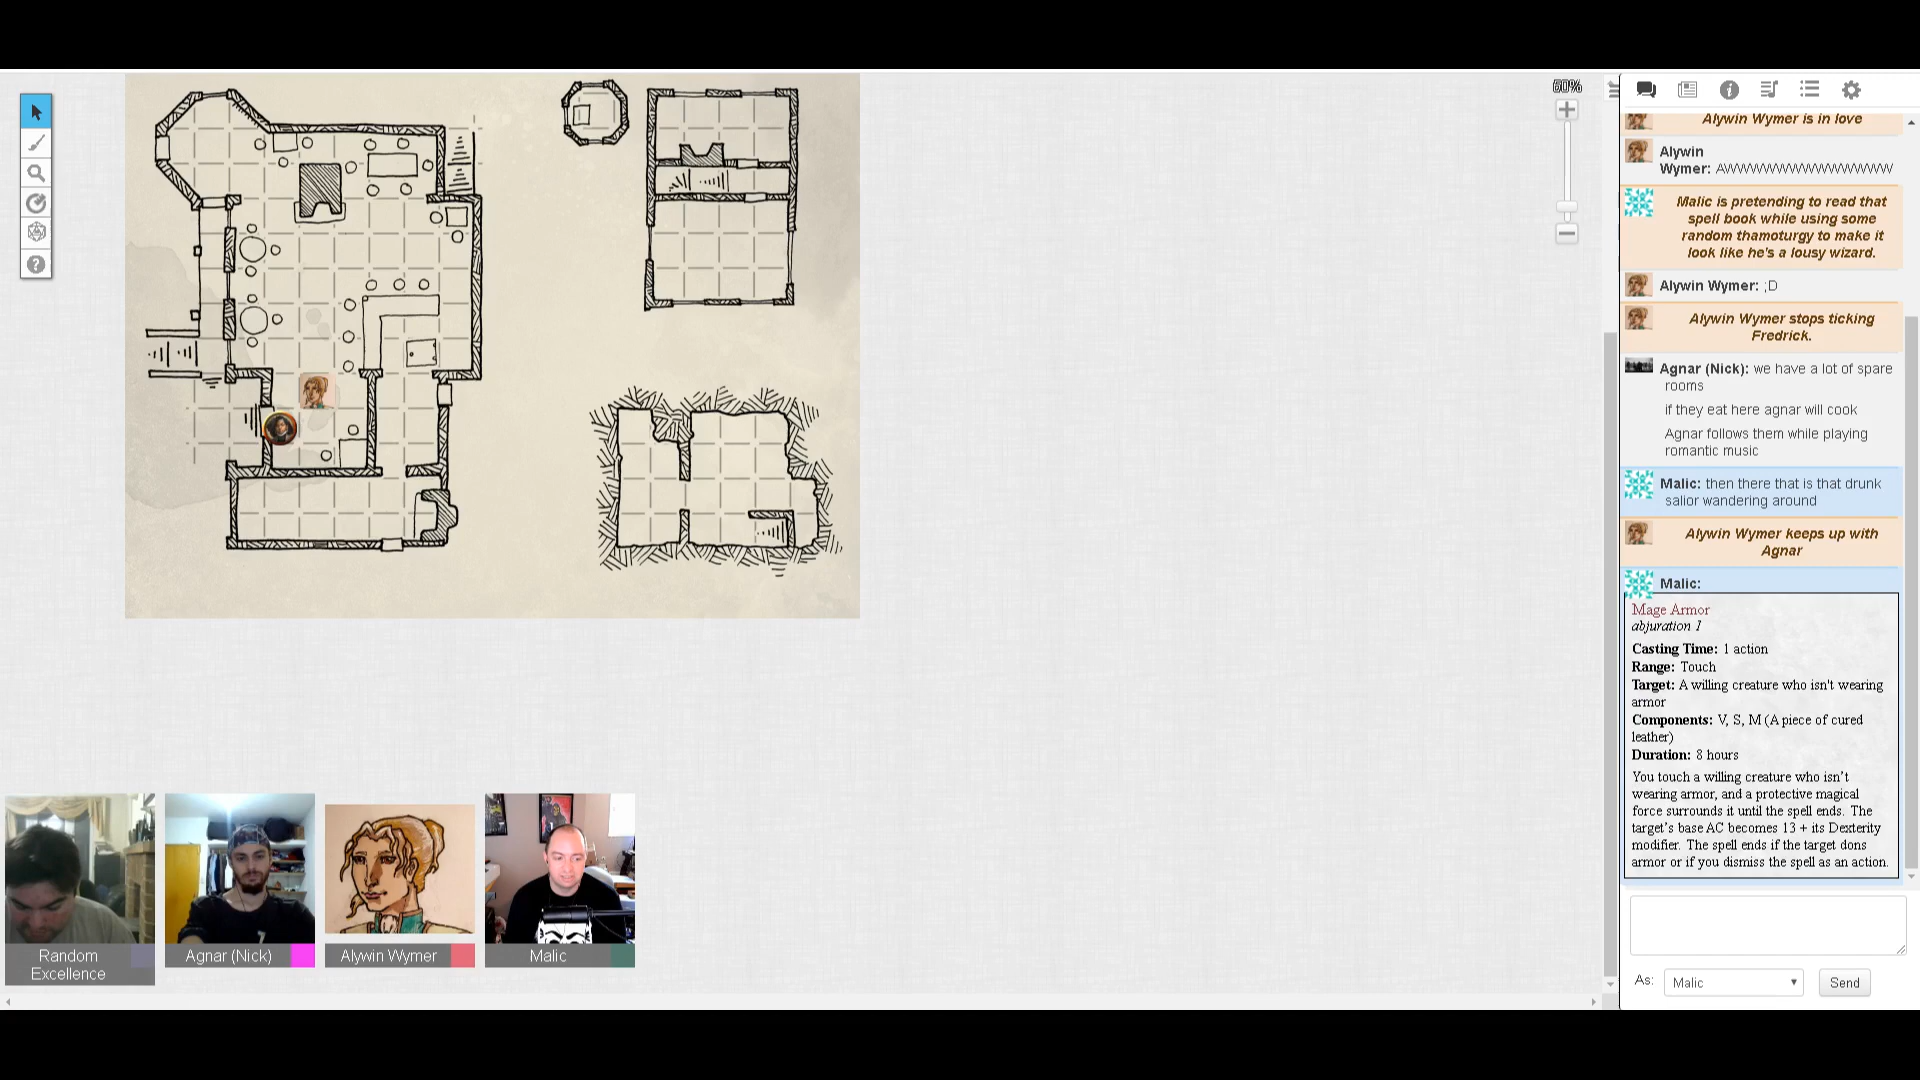 60%
Alywin Wymer is in love
Alywin
Wymer: AWWWWWWWWWWWWWWWWWWW
Malic is pretending to read that
spell book while using some
random thamoturgy to make it
look like he's a lousy wizard.
Alywin Wymer: ;D
Alywin Wymer stops ticking
Fredrick.
Agnar (Nick): we have a lot of spare
rooms
if they eat here agnar will cook
Agnar follows them while playing
romantic music
Malic: then there that is that drunk
salior wandering around
Alywin Wymer keeps up with
Agnar
Malic:
Mage Armor
abjuration 1
Casting Time: 1 action
Range: Touch
Target: A willing creature who isn't wearing
armor
Components: V, S, M (A piece of cured
leather)
Duration: 8 hours
You touch a willing creature who isn't
wearing armor, and a protective magical
force surrounds it until the spell ends. The
target's base AC becomes 13 + its Dexterity
modifier. The spell ends if the target dons
armor or if you dismiss the spell as an action.
As: Malic
Send
Random
Excellence
Agnar (Nick)
Alywin Wymer
Malic